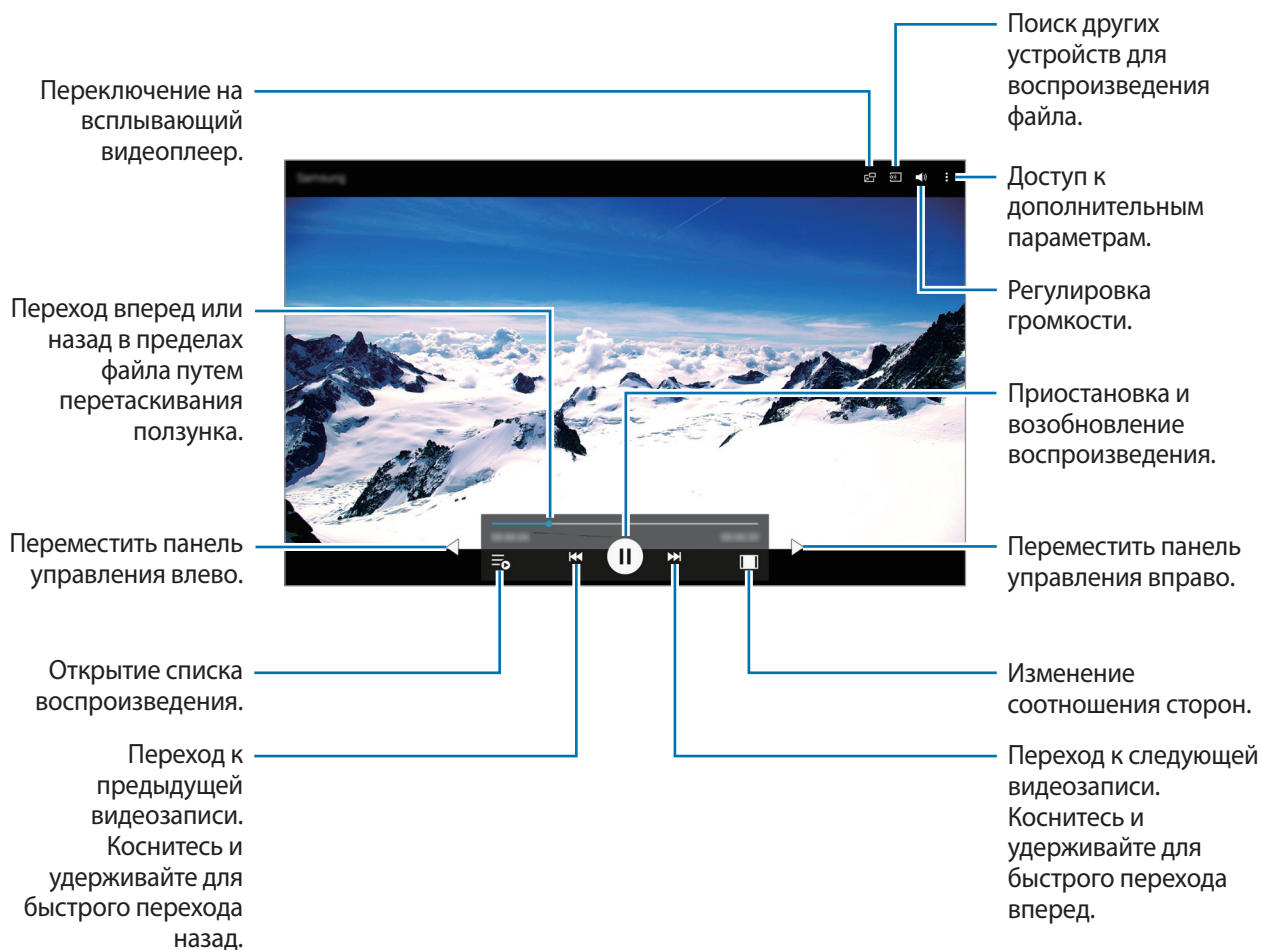 Поиск других
устройств для
воспроизведения
файла.
Переключение на
всплывающий
видеоплеер.
Samsung
Доступ к
дополнительным
параметрам.
Регулировка
громкости.
Переход вперед или
назад в пределах
файла путем
перетаскивания
ползунка.
Приостановка и
возобновление
воспроизведения.
Переместить панель
управления влево.
Переместить панель
управления вправо.
Открытие списка
воспроизведения.
Изменение
соотношения сторон.
Переход к
предыдущей
видеозаписи.
Коснитесь и
удерживайте для
быстрого перехода
назад.
Переход к следующей
видеозаписи.
Коснитесь и
удерживайте для
быстрого перехода
вперед.